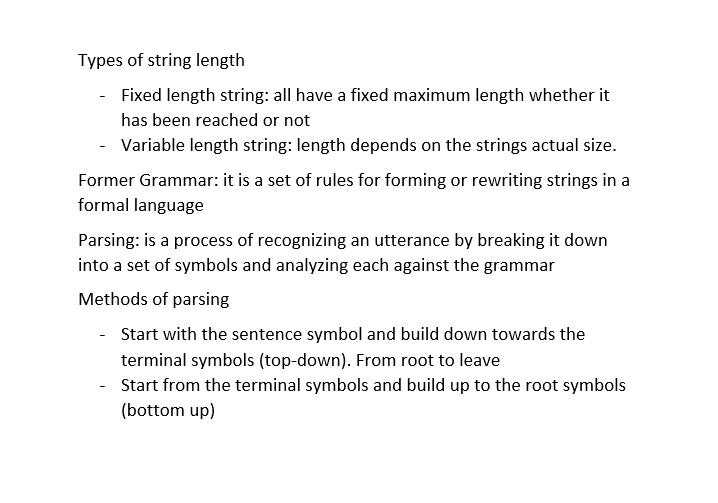 Types of string length
- Fixed length string: all have a fixed maximum length whether it
has been reached or not
- Variable length string: length depends on the strings actual size.
Former Grammar: it is a set of rules for forming or rewriting strings in a
formal language
Parsing: is a process of recognizing an utterance by breaking it down
into a set of symbols and analyzing each against the grammar
Methods of parsing
- Start with the sentence symbol and build down towards the
terminal symbols (top-down). From root to leave
- Start from the terminal symbols and build up to the root symbols
(bottom up)